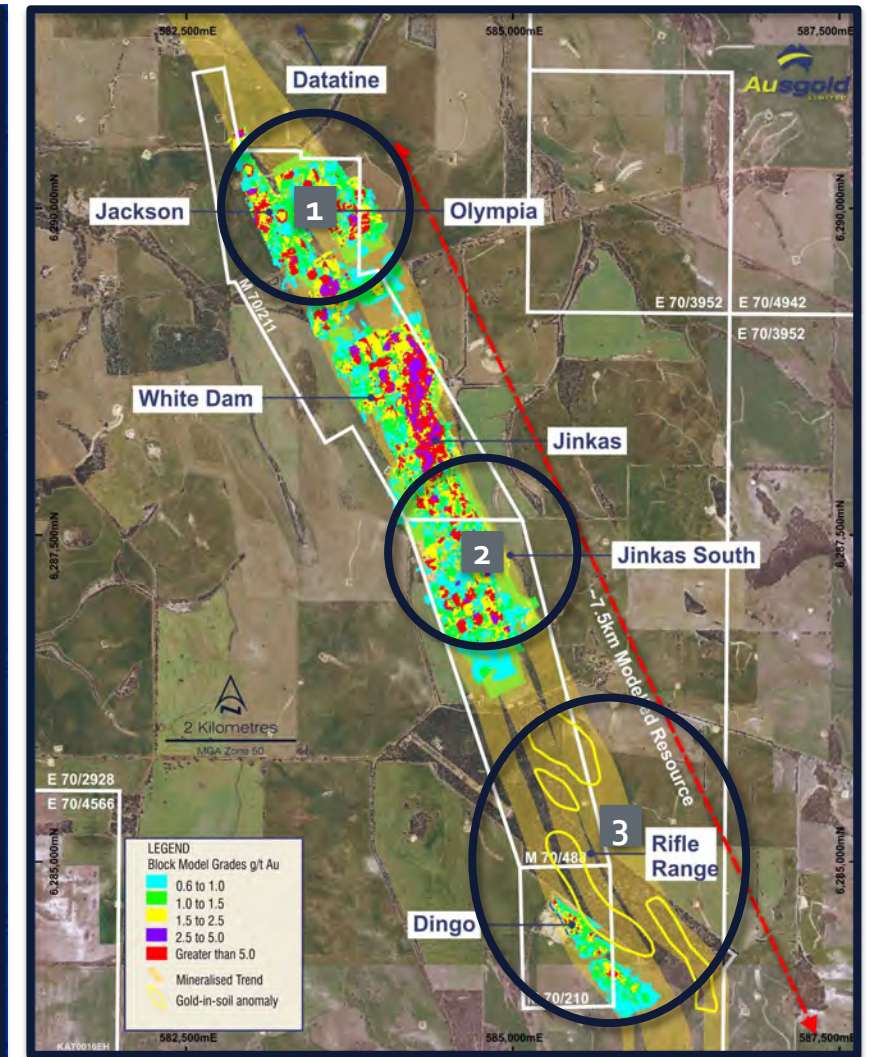 582,500mE
585,000mE
587,500mE
Datatine
Ausgold
LIMITED
Jackson
1
Olympia
6,290,000mN
6,290,000mN
M 70/211
E 70/3952
E 70/4942
E 70/3952
White Dam
Jinkas
6,287,500mN
2
Jinkas South
6,287,500mN
~7.5km Modelled Resource
2 Kilometres
MGA Zone 50
E 70/2928
E 70/4566
3
Rifle
Range
M 70/488
6,285,000mN
6,285,000mN
Dingo
M 70/210
LEGEND
Block Model Grades g/t Au
0.6 to 1.0
1.0 to 1.5
1.5 to 2.5
2.5 to 5.0
Greater than 5.0
Mineralised Trend
Gold-in-soil anomaly
KAT0016EH
582,500mE
585,000mE
587,500mE